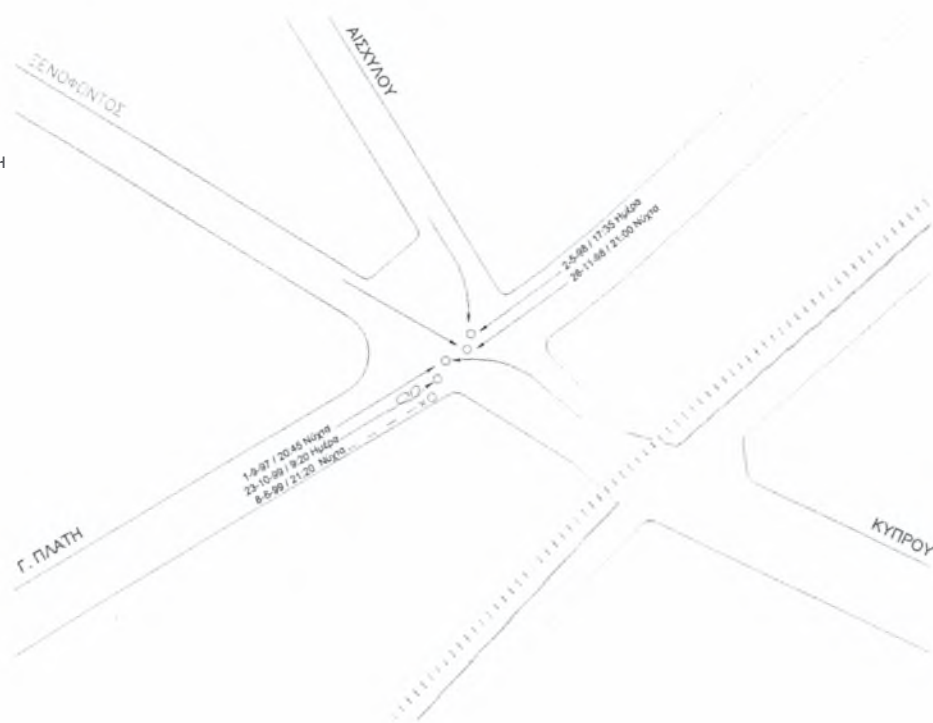 ΑΙΣΧΥΛΟΥ
ΞΕΝΟΦΩΝΤΟΣ
Η
2-5-98 / 17:35 Ημέρα
26-11-98 / 21:00 Νύχτα
1-9-97 / 20:45 Νύχτα
23-10-99 / 9:20 Ημέρα
8-6-99 / 21:20 Νύχτα
Γ. ΠΛΑΤΗ
ΚΥΠΡΟΥ